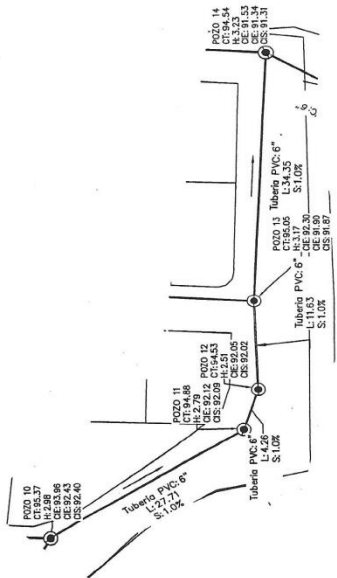 POZO 10
CT: 95.37
H: 2.98
CIE: 93.96
CIE: 92.43
CIS: 92.40
Tuberia PVC: 6"
L: 27.71
S: 1.0%
POZO 11
CT: 94.88
H: 2.79
CIE: 92.12
CIS: 92.09
Tuberia PVC: 6"
L: 4.26
S: 1.0%
POZO 12
CT: 94.53
H: 2.51
CIE: 92.05
CIS: 92.02
Tuberia PVC: 6"
L: 11.63
S: 1.0%
POZO 13
CT: 95.05
H: 3.17
CIE: 92.30
CIE: 91.90
CIS: 91.87
Tuberia PVC: 6"
L: 34.35
S: 1.0%
POZO 14
CT: 94.54
H: 3.23
CIE: 91.53
CIE: 91.34
CIS: 91.31